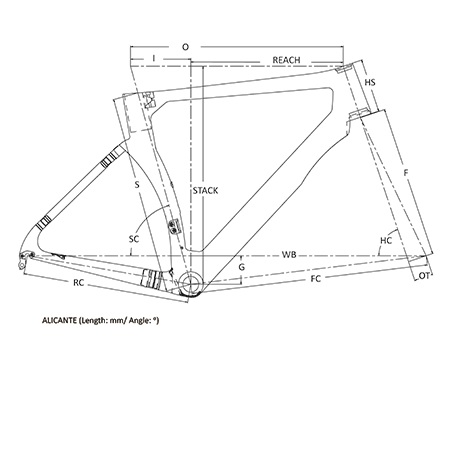 O
I
REACH
HS
S
STACK
F
SC
HC
WB
G
OT
RC
FC
ALICANTE (Length: mm/ Angle: º)